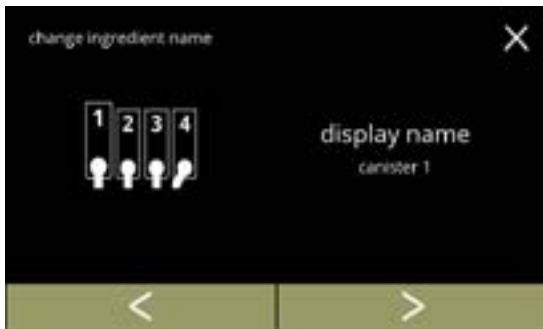 change ingredient name
1 2 3 4
display name
canister 1
< >